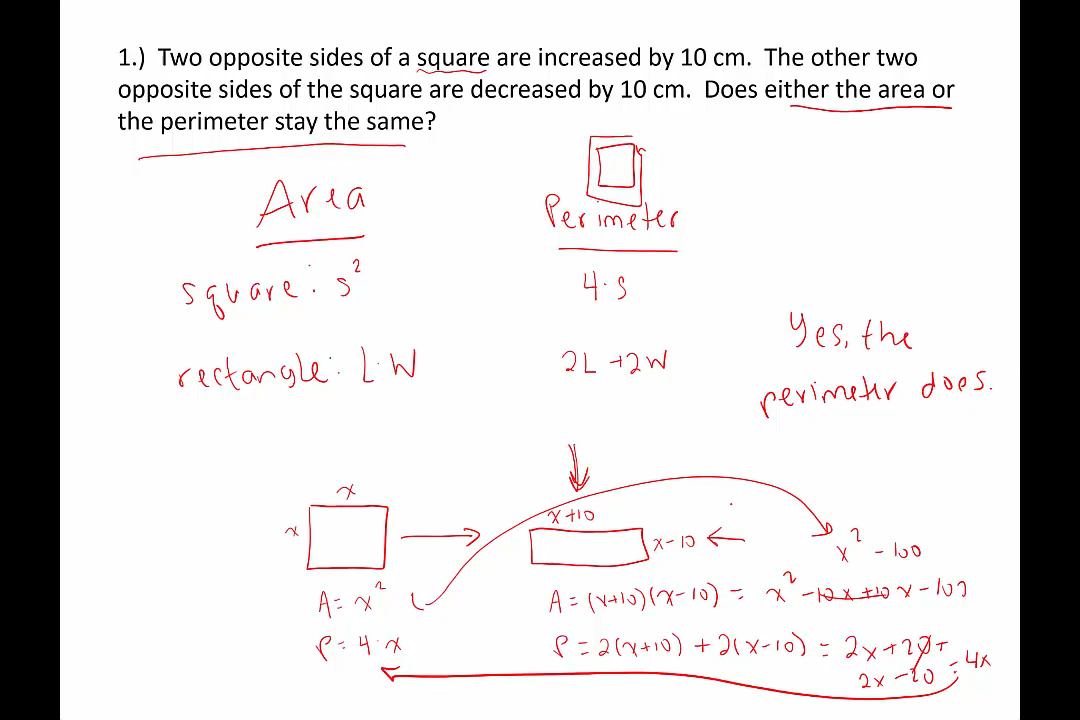 1.) Two opposite sides of a square are increased by 10 cm. The other two
opposite sides of the square are decreased by 10 cm. Does either the area or
the perimeter stay the same?
Area
Perimeter
square: s²
4·s
rectangle: L·W
2L+2W
Yes, the
perimeter does.
x
x
x+10
x-10
x² - 100
A = x²
A = (x+10)(x-10) = x² -10x +10x -100
P = 4·x
P = 2(x+10) + 2(x-10) = 2x+20+
2x-20 = 4x